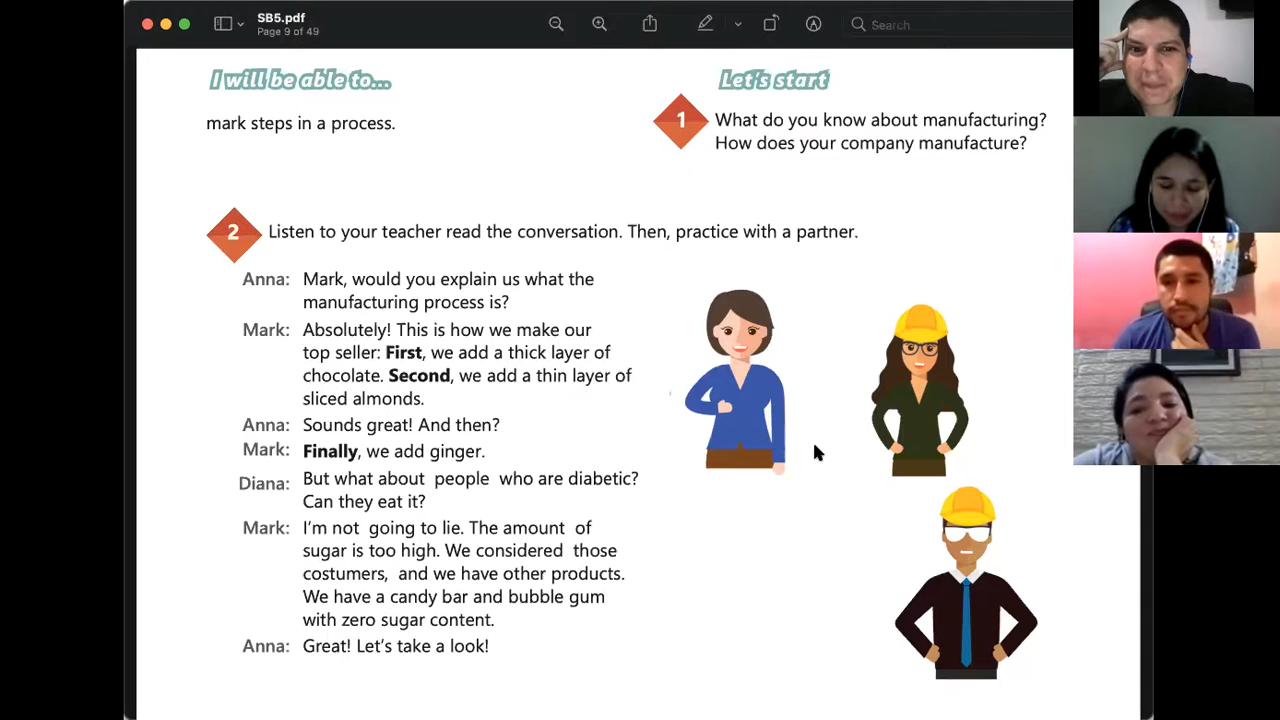 SB5.pdf
Page 9 of 49
Search
I will be able to...
mark steps in a process.
Let's start
1
What do you know about manufacturing?
How does your company manufacture?
2
Listen to your teacher read the conversation. Then, practice with a partner.
Anna: Mark, would you explain us what the
manufacturing process is?
Mark: Absolutely! This is how we make our
top seller: First, we add a thick layer of
chocolate. Second, we add a thin layer of
sliced almonds.
Anna: Sounds great! And then?
Mark: Finally, we add ginger.
Diana: But what about people who are diabetic?
Can they eat it?
Mark: I'm not going to lie. The amount of
sugar is too high. We considered those
costumers, and we have other products.
We have a candy bar and bubble gum
with zero sugar content.
Anna: Great! Let's take a look!